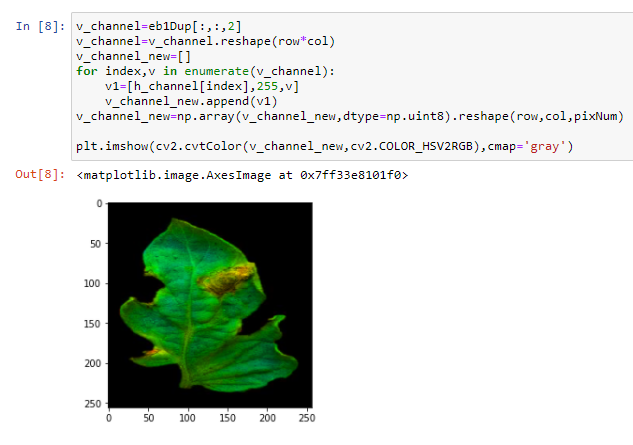 In [8]:
v_channel=eb1Dup[:,:,2]
v_channel=v_channel.reshape(row*col)
v_channel_new=[]
for index,v in enumerate(v_channel):
    v1=[h_channel[index],255,v]
    v_channel_new.append(v1)
v_channel_new=np.array(v_channel_new,dtype=np.uint8).reshape(row,col,pixNum)

plt.imshow(cv2.cvtColor(v_channel_new,cv2.COLOR_HSV2RGB),cmap='gray')
Out[8]: <matplotlib.image.AxesImage at 0x7ff33e8101f0>
0
50
100
150
200
250
0 50 100 150 200 250